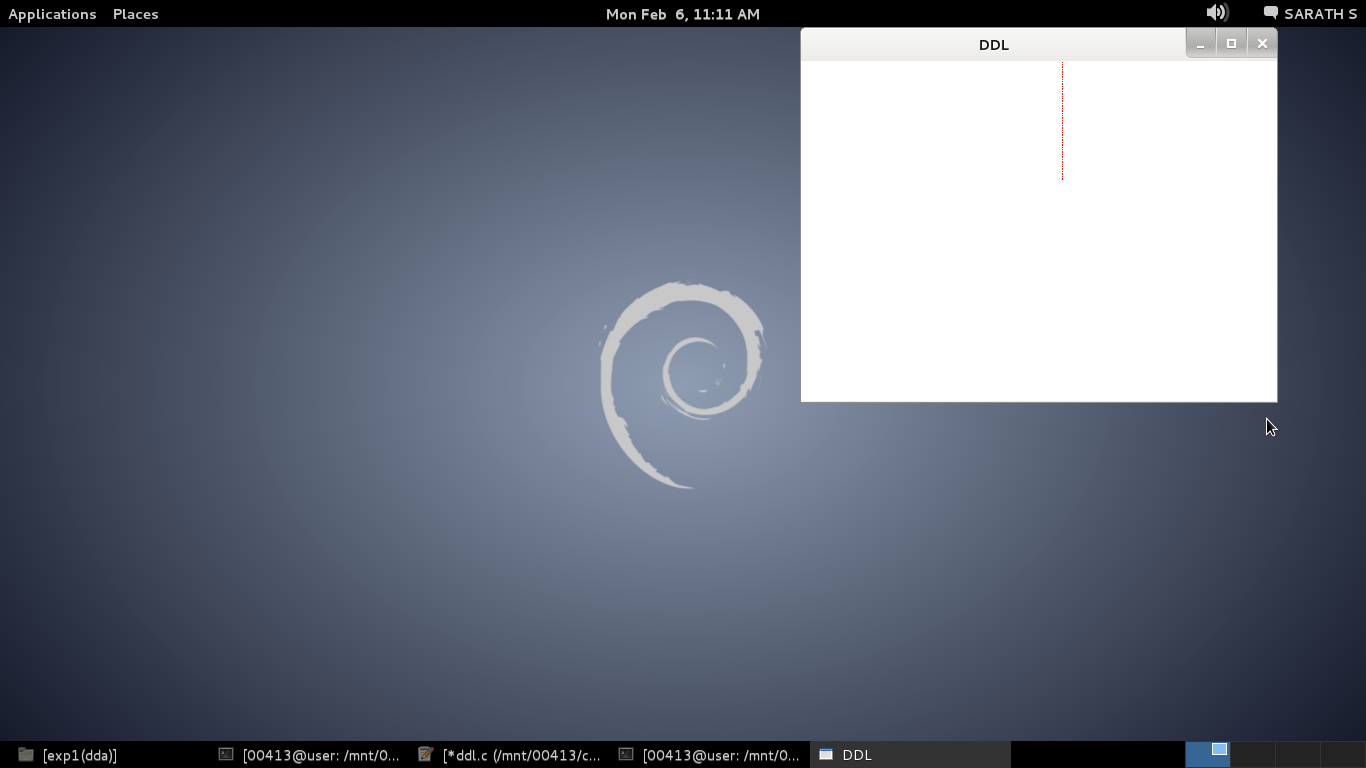 Applications Places Mon Feb 6, 11:11 AM SARATH S
DDL
[exp1(dda)] [00413@user: /mnt/0... [*ddl.c (/mnt/00413/c... [00413@user: /mnt/0... DDL